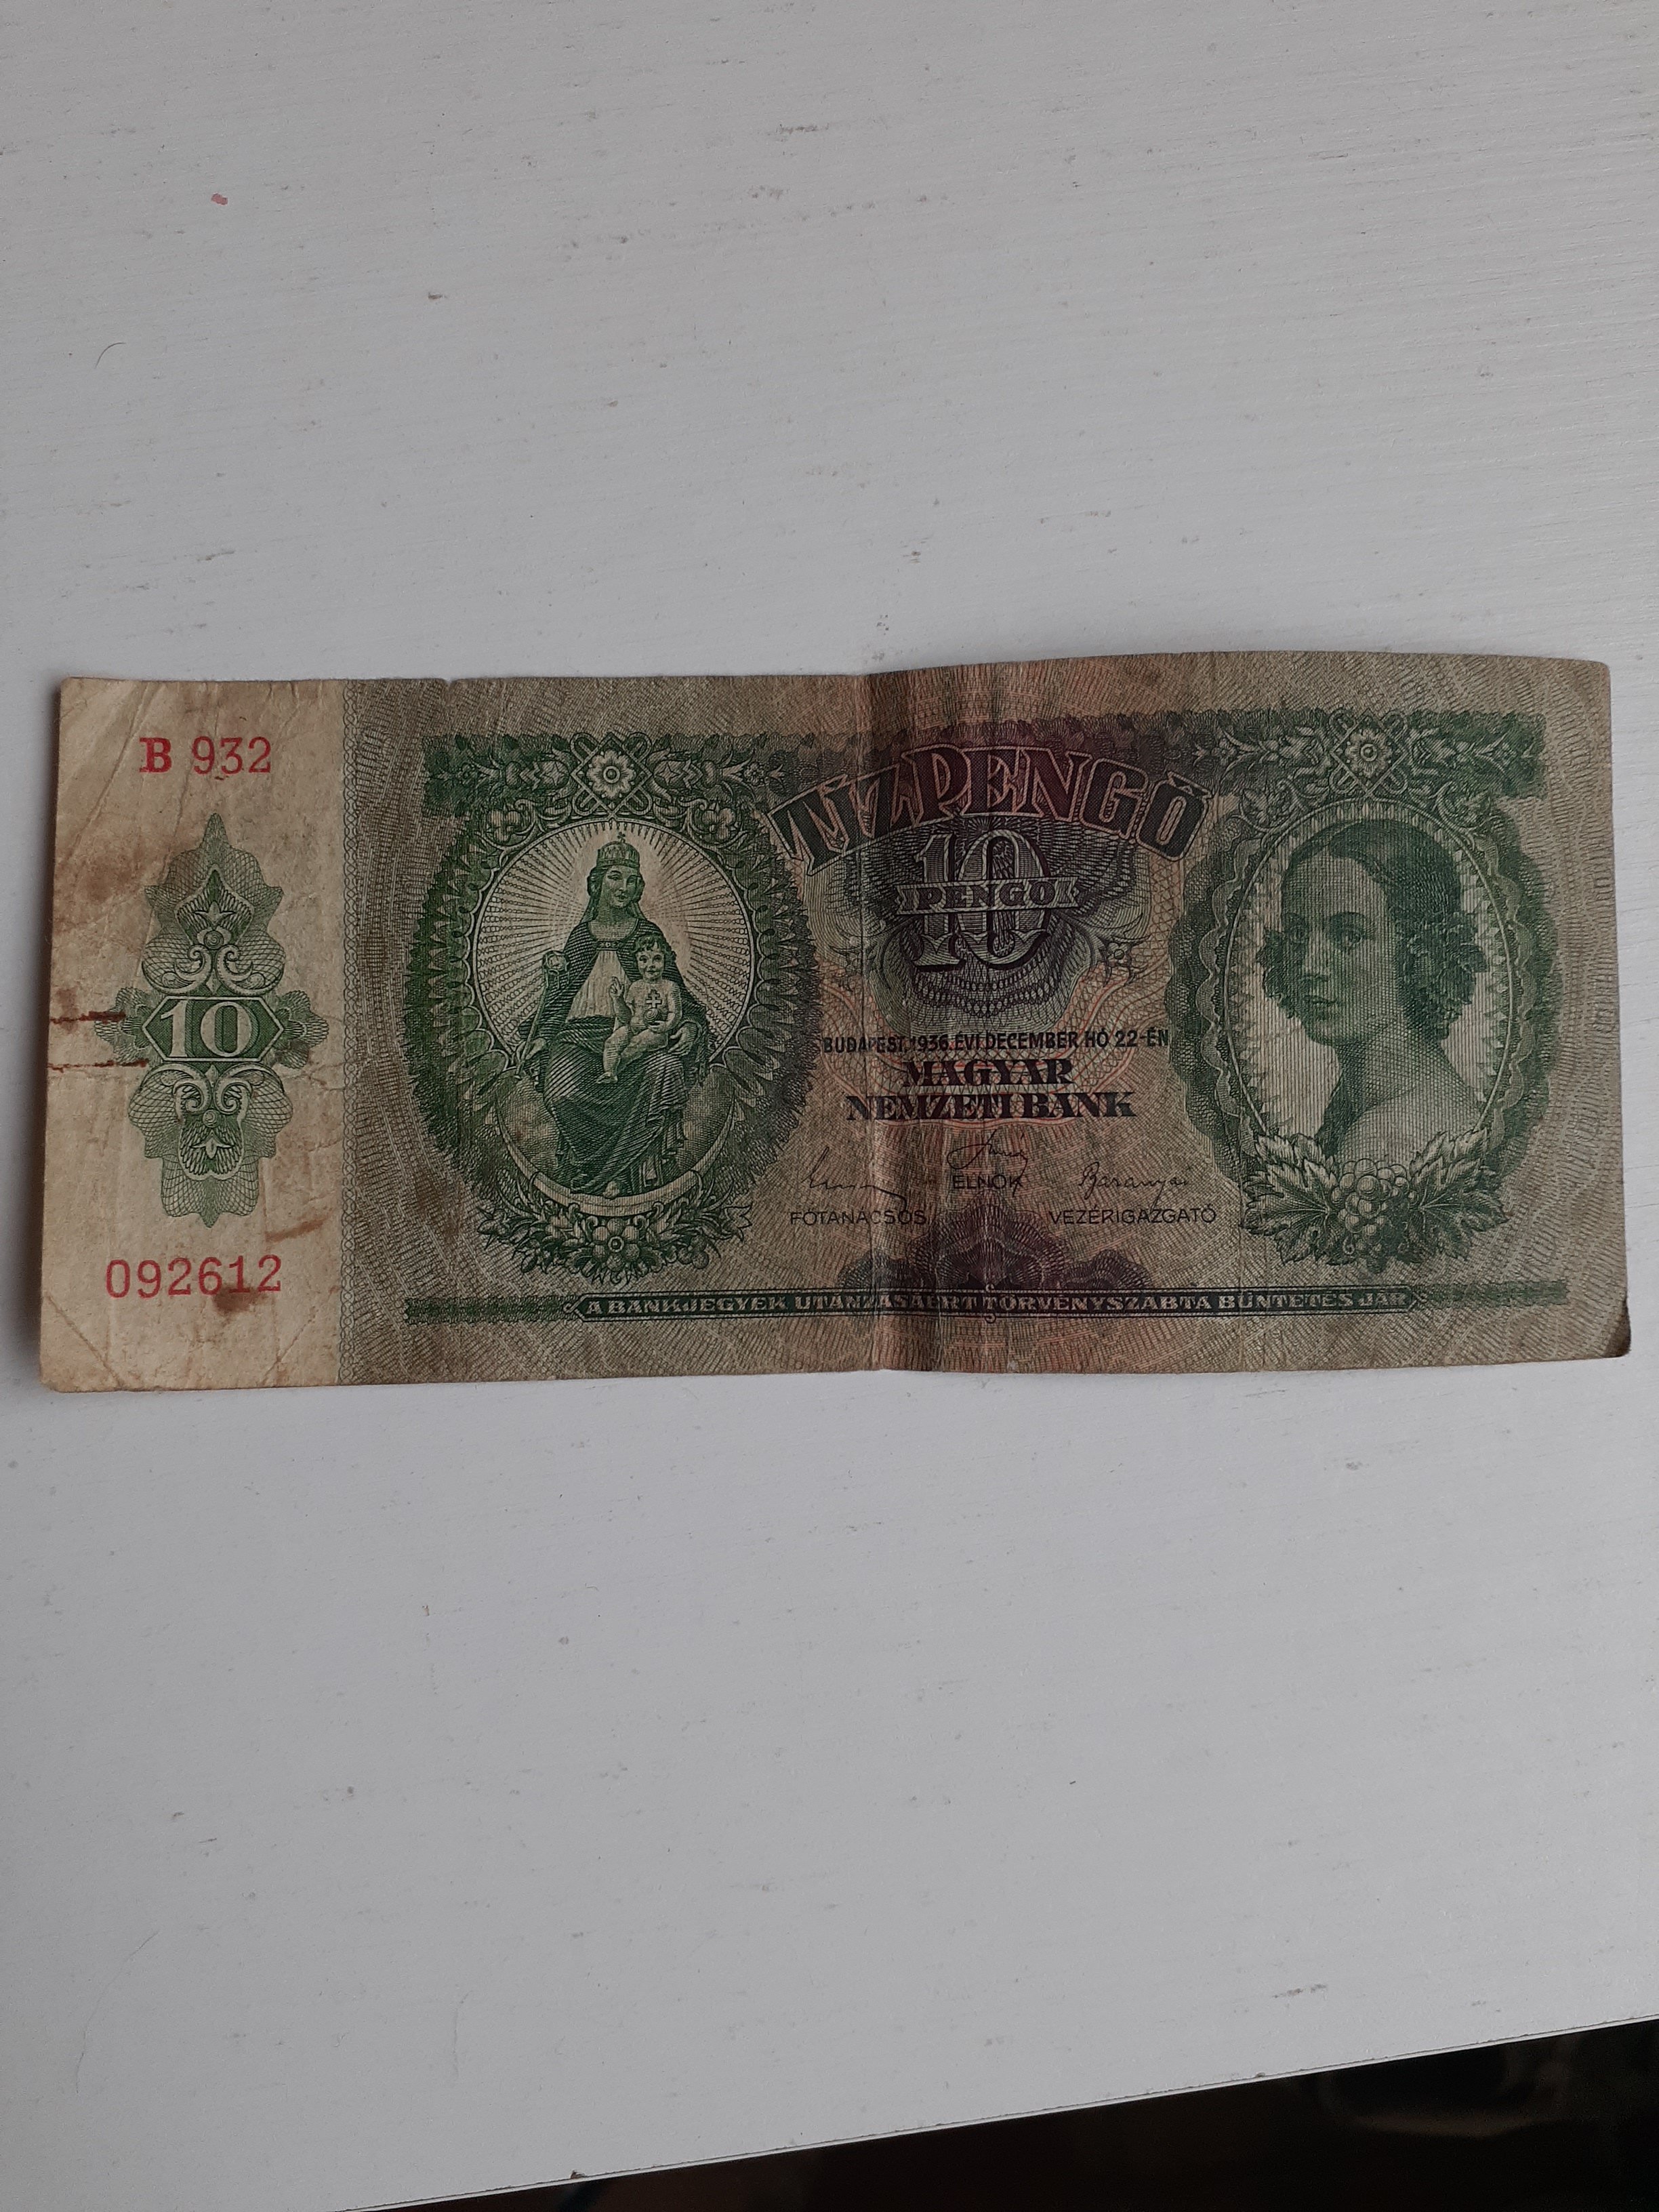 B 932
TÍZ PENGŐ
10
PENGŐ
10
BUDAPEST, 1936. ÉVI DECEMBER HÓ 22-ÉN
MAGYAR
NEMZETI BANK
ELNÖK
Baranyai
FŐTANÁCSOS
VEZÉRIGAZGATÓ
092612
A BANKJEGYEK UTÁNZÁSÁÉRT TÖRVÉNYSZABTA BÜNTETÉS JÁR